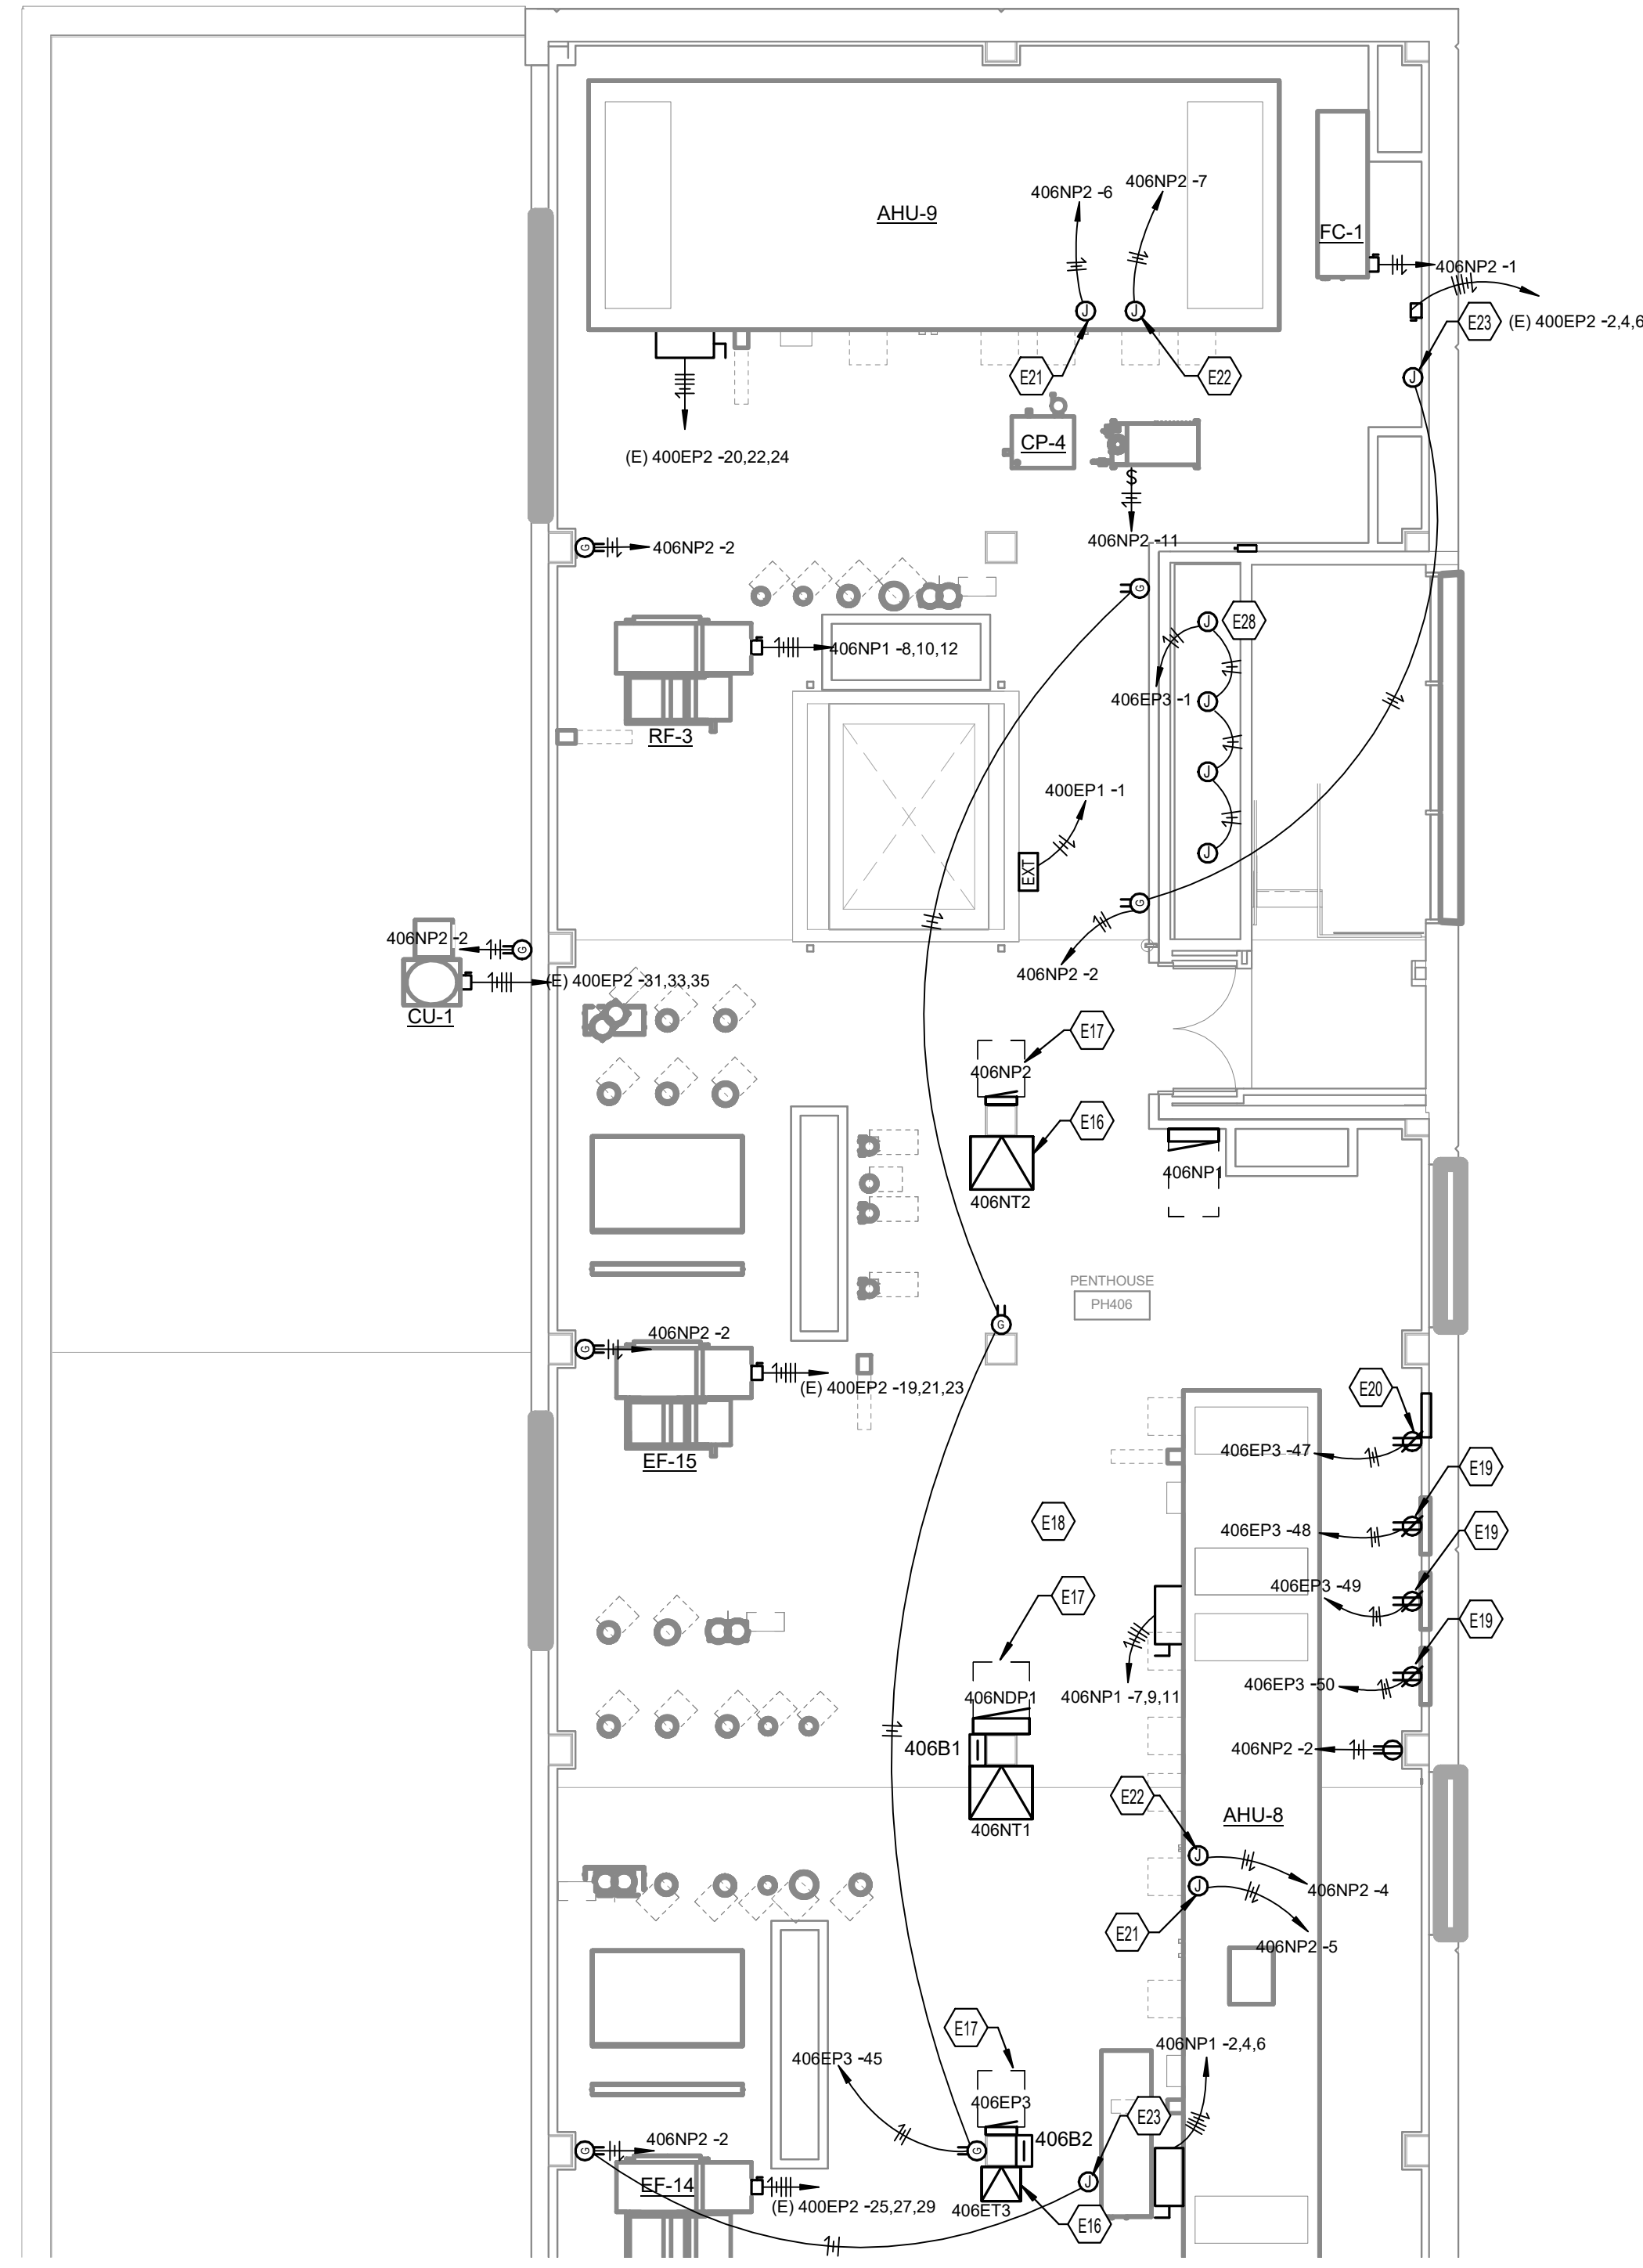 406NP2 -6
406NP2 -7
AHU-9
FC-1
406NP2 -1
J
J
E23
(E) 400EP2 -2,4,6
E21
E22
J
CP-4
(E) 400EP2 -20,22,24
S
406NP2 -11
G
406NP2 -2
G
J
E28
406NP1 -8,10,12
406EP3 -1
J
RF-3
J
400EP1 -1
EXT
J
G
406NP2 -2
G
406NP2 -2
(E) 400EP2 -31,33,35
CU-1
E17
406NP2
E16
406NP1
406NT2
PENTHOUSE
PH406
G
406NP2 -2
G
(E) 400EP2 -19,21,23
E20
406EP3 -47
EF-15
E19
E18
406EP3 -48
E19
406EP3 -49
E17
E19
406EP3 -50
406NDP1
406NP1 -7,9,11
406B1
406NP2 -2
E22
AHU-8
406NT1
J
J
406NP2 -4
E21
406NP2 -5
E17
406NP1 -2,4,6
406EP3 -45
406EP3
E23
406NP2 -2
406B2
G
G
J
EF-14
(E) 400EP2 -25,27,29
406ET3
E16